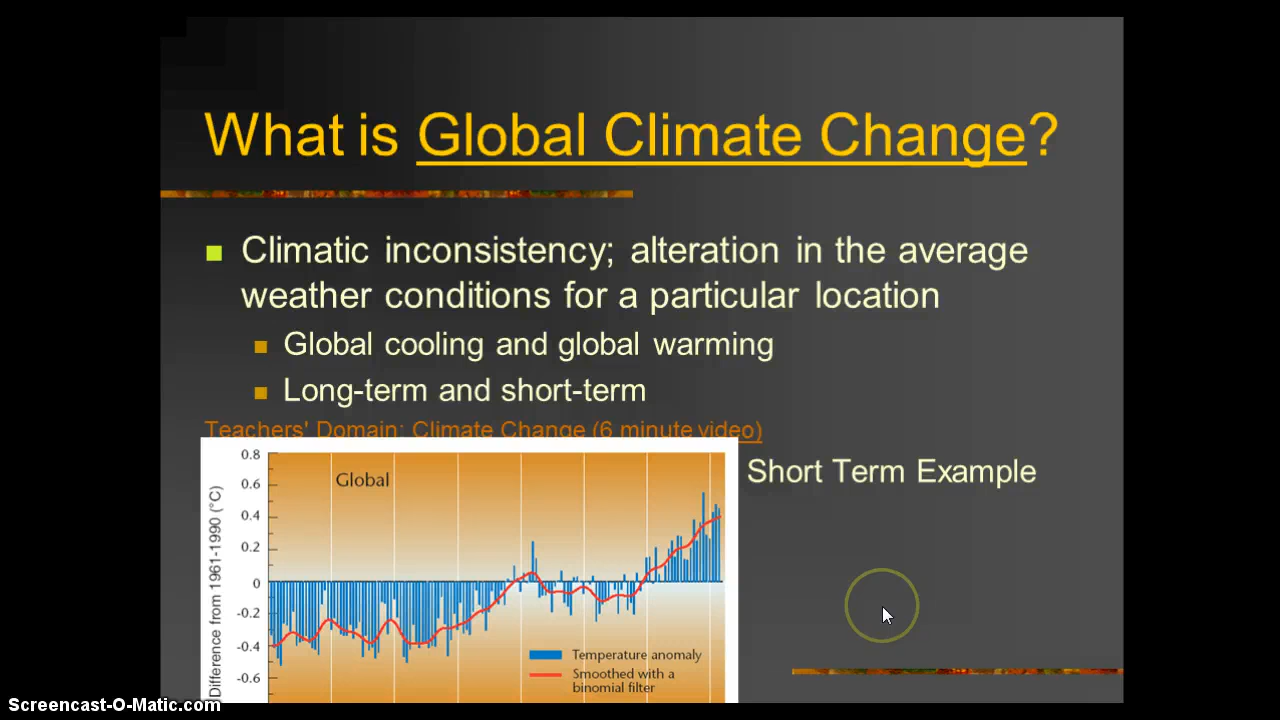 What is Global Climate Change?
Climatic inconsistency; alteration in the average
weather conditions for a particular location
Global cooling and global warming
Long-term and short-term
Teachers' Domain: Climate Change (6 minute video)
Short Term Example
Difference from 1961-1990 (°C)
0.8
0.6
0.4
0.2
0
-0.2
-0.4
-0.6
Global
Temperature anomaly
Smoothed with a
binomial filter
Screencast-O-Matic.com